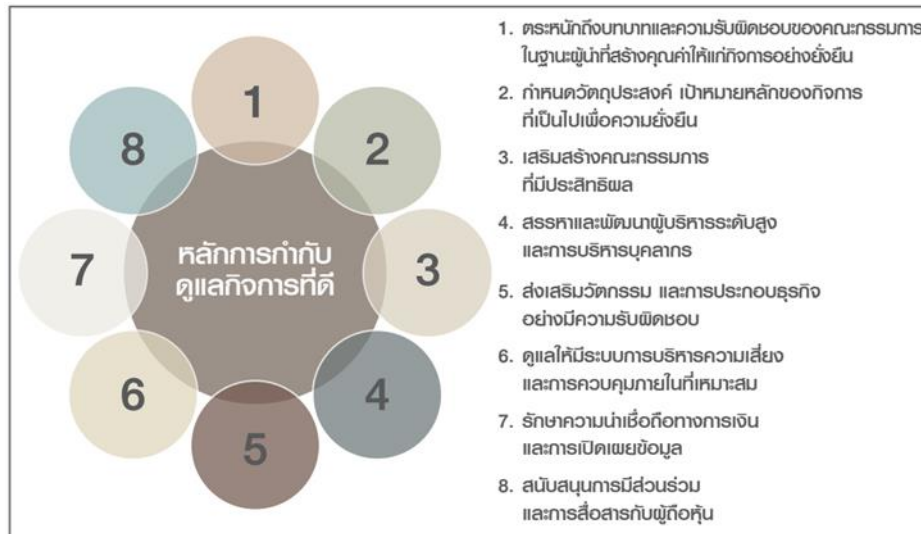 1
2
3
4
5
6
7
8
หลักการกำกับ
ดูแลกิจการที่ดี
1. ตระหนักถึงบทบาทและความรับผิดชอบของคณะกรรมการ
ในฐานะผู้นำที่สร้างคุณค่าให้แก่กิจการอย่างยั่งยืน
2. กำหนดวัตถุประสงค์ เป้าหมายหลักของกิจการ
ที่เป็นไปเพื่อความยั่งยืน
3. เสริมสร้างคณะกรรมการ
ที่มีประสิทธิผล
4. สรรหาและพัฒนาผู้บริหารระดับสูง
และการบริหารบุคลากร
5. ส่งเสริมวัตกรรม และการประกอบธุรกิจ
อย่างมีความรับผิดชอบ
6. ดูแลให้มีระบบการบริหารความเสี่ยง
และการควบคุมภายในที่เหมาะสม
7. รักษาความน่าเชื่อถือทางการเงิน
และการเปิดเผยข้อมูล
8. สนับสนุนการมีส่วนร่วม
และการสื่อสารกับผู้ถือหุ้น